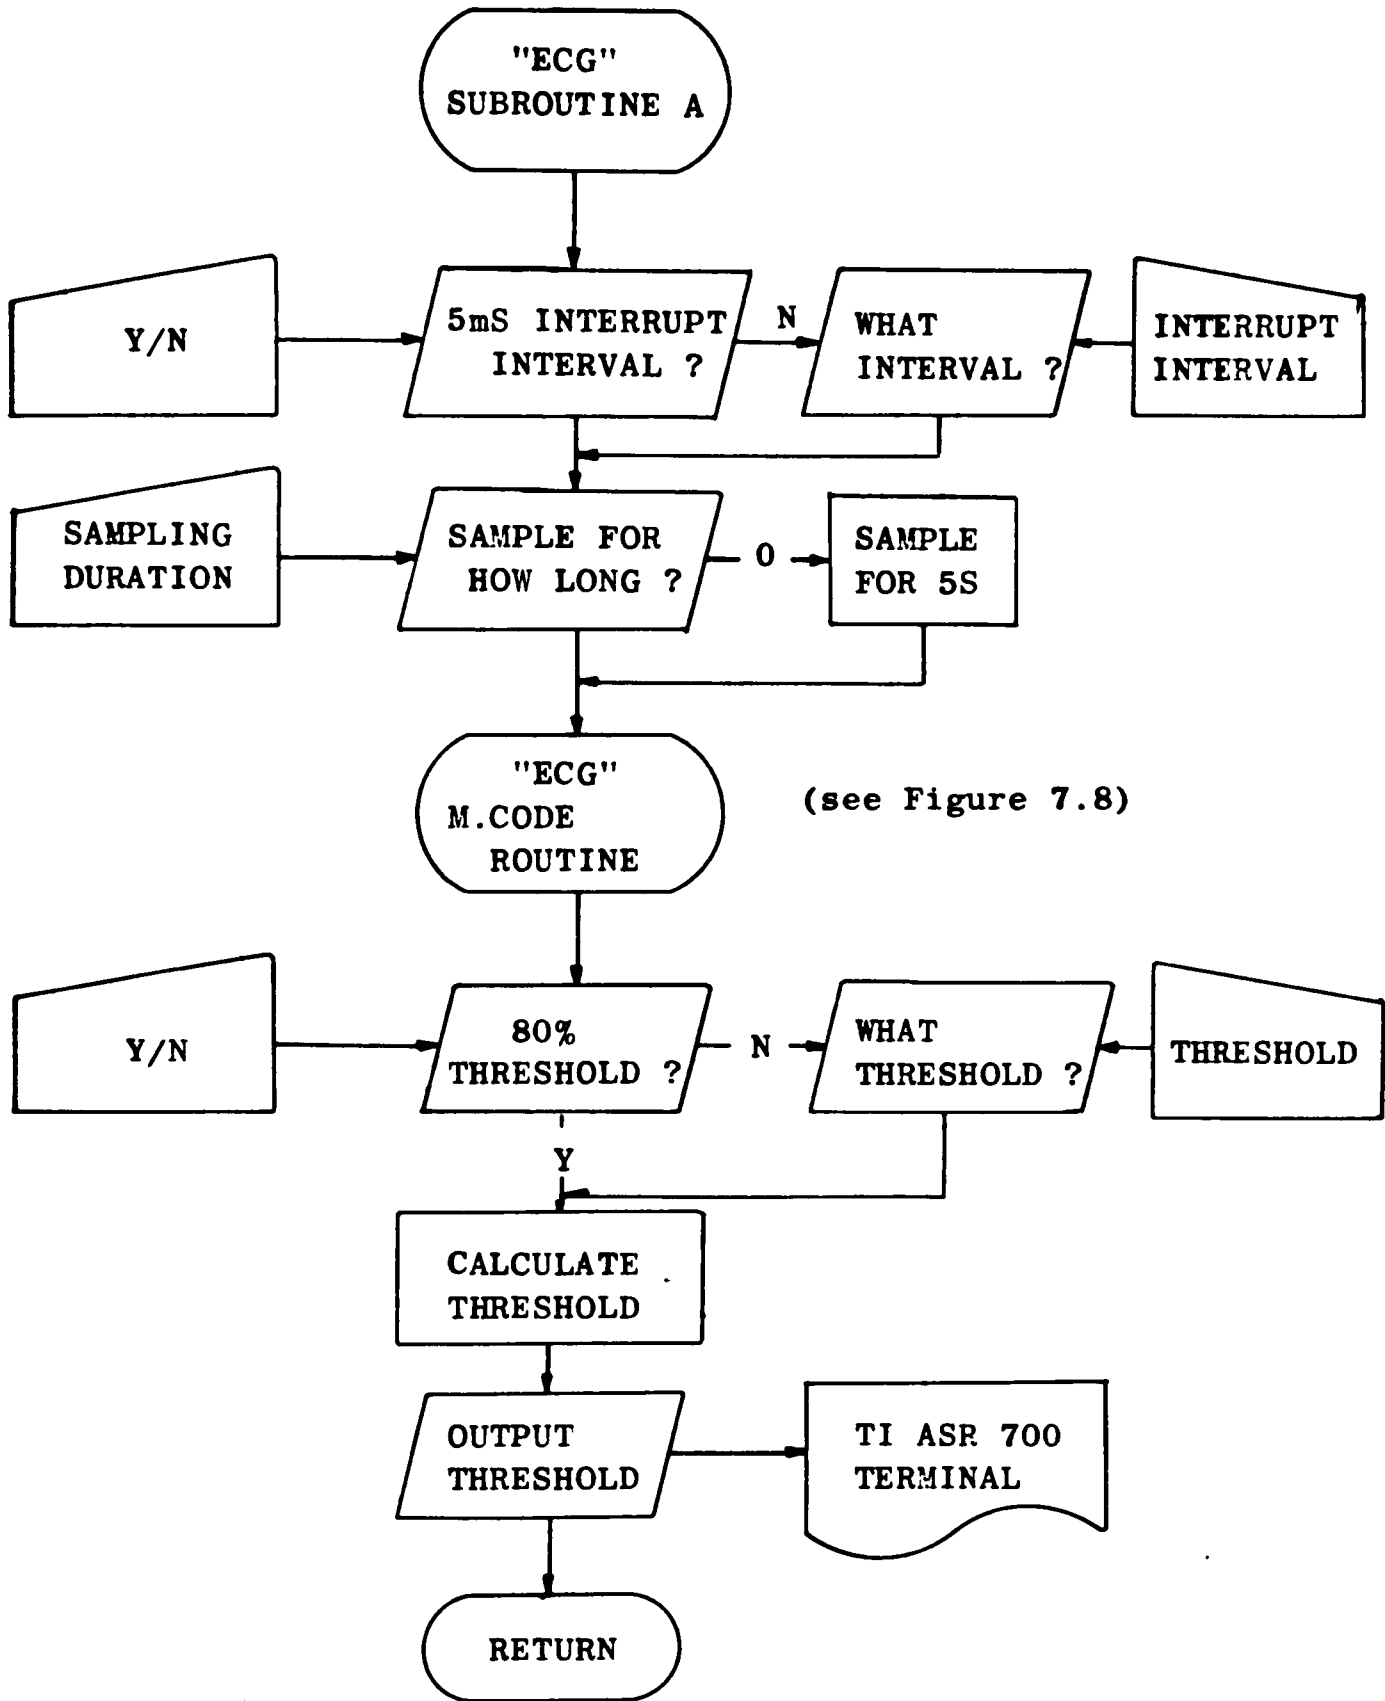 "ECG"
SUBROUTINE A
Y/N
5mS INTERRUPT
INTERVAL ?
N
WHAT
INTERVAL ?
INTERRUPT
INTERVAL
SAMPLING
DURATION
SAMPLE FOR
HOW LONG ?
O
SAMPLE
FOR 5S
"ECG"
M.CODE
ROUTINE
(see Figure 7.8)
Y/N
80%
THRESHOLD ?
N
WHAT
THRESHOLD ?
THRESHOLD
Y
CALCULATE
THRESHOLD
OUTPUT
THRESHOLD
TI ASR 700
TERMINAL
RETURN